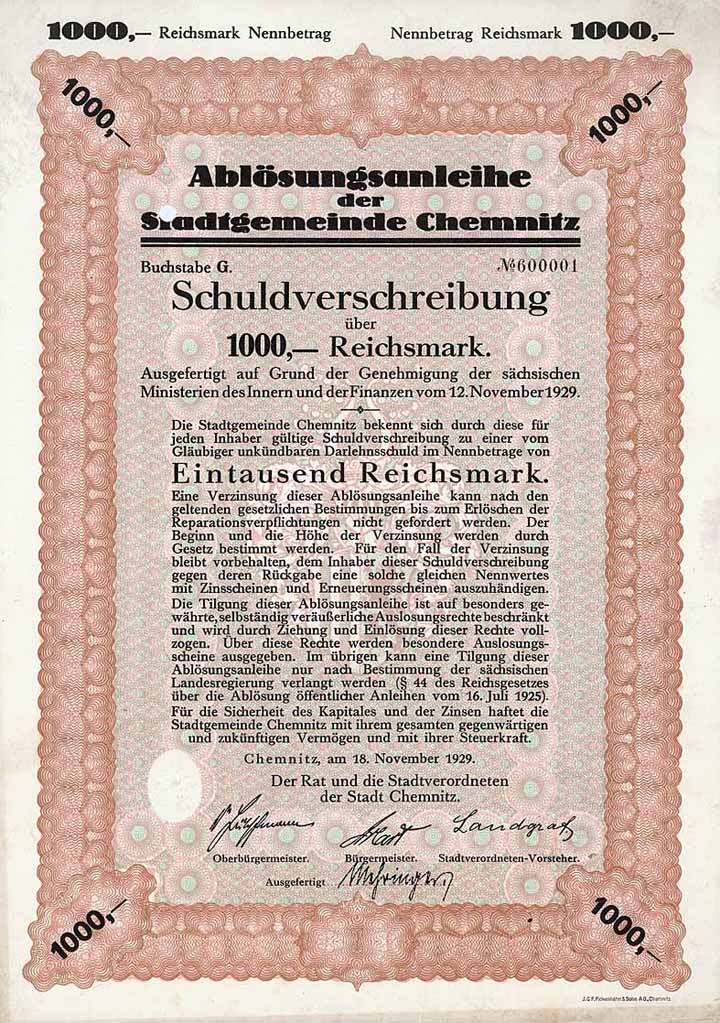 1000,— Reichsmark Nennbetrag Nennbetrag Reichsmark 1000,—
1000,— 1000,—
Ablösungsanleihe
der
Stadtgemeinde Chemnitz
Buchstabe G. №600001
Schuldverschreibung
über
1000,— Reichsmark.
Ausgefertigt auf Grund der Genehmigung der sächsischen
Ministerien des Innern und der Finanzen vom 12. November 1929.
Die Stadtgemeinde Chemnitz bekennt sich durch diese für
jeden Inhaber gültige Schuldverschreibung zu einer vom
Gläubiger unkündbaren Darlehnsschuld im Nennbetrage von
Eintausend Reichsmark.
Eine Verzinsung dieser Ablösungsanleihe kann nach den
geltenden gesetzlichen Bestimmungen bis zum Erlöschen der
Reparationsverpflichtungen nicht gefordert werden. Der
Beginn und die Höhe der Verzinsung werden durch
Gesetz bestimmt werden. Für den Fall der Verzinsung
bleibt vorbehalten, dem Inhaber dieser Schuldverschreibung
gegen deren Rückgabe eine solche gleichen Nennwertes
mit Zinsscheinen und Erneuerungsscheinen auszuhändigen.
Die Tilgung dieser Ablösungsanleihe ist auf besonders ge-
währte, selbständig veräußerliche Auslosungsrechte beschränkt
und wird durch Ziehung und Einlösung dieser Rechte voll-
zogen. Über diese Rechte werden besondere Auslosungs-
scheine ausgegeben. Im übrigen kann eine Tilgung dieser
Ablösungsanleihe nur nach Bestimmung der sächsischen
Landesregierung verlangt werden (§ 44 des Reichsgesetzes
über die Ablösung öffentlicher Anleihen vom 16. Juli 1925).
Für die Sicherheit des Kapitales und der Zinsen haftet die
Stadtgemeinde Chemnitz mit ihrem gesamten gegenwärtigen
und zukünftigen Vermögen und mit ihrer Steuerkraft.
Chemnitz, am 18. November 1929.
Der Rat und die Stadtverordneten
der Stadt Chemnitz.
Landgraf
Oberbürgermeister. Bürgermeister. Stadtverordneten-Vorsteher.
Ausgefertigt Mehringer
1000,— 1000,—
J.C.F. Pickenhahn & Sohn A.G., Chemnitz